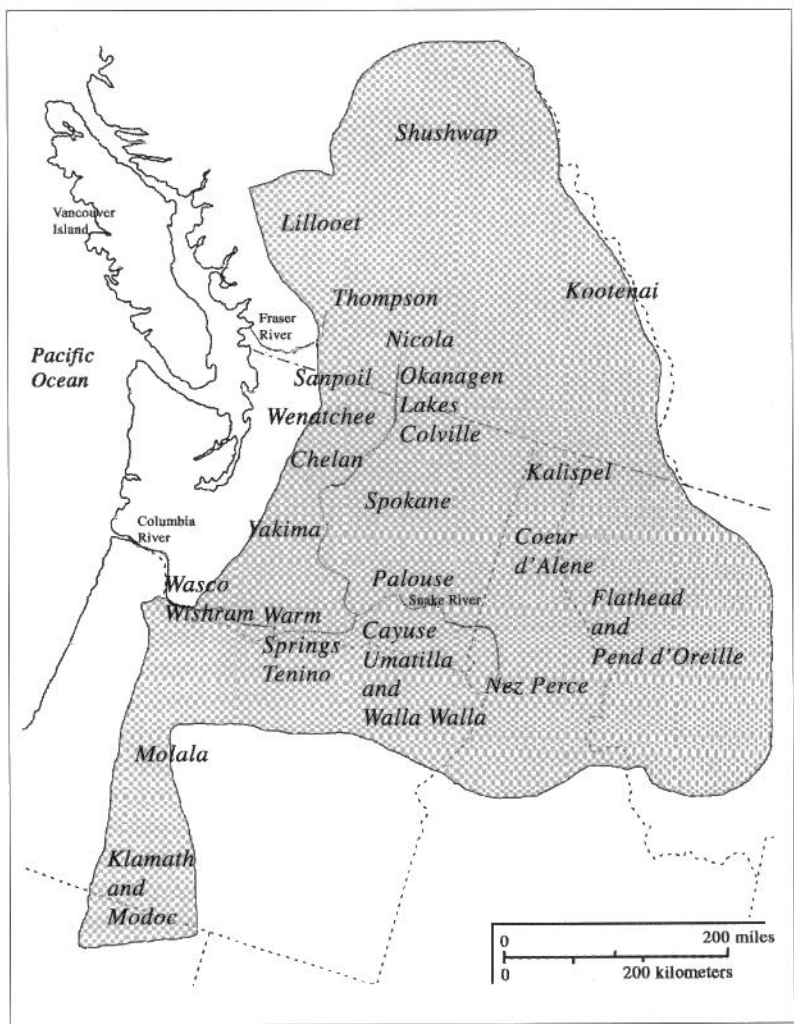 Shushwap
Vancouver
Island
Lillooet
Kootenai
Thompson
Fraser
River
Nicola
Pacific
Ocean
Sanpoil
Okanagen
Lakes
Colville
Wenatchee
Chelan
Kalispel
Spokane
Columbia
River
Yakima
Coeur
d'Alene
Palouse
Snake River
Wasco
Wishram
Warm
Springs
Tenino
Flathead
and
Pend d'Oreille
Cayuse
Umatilla
and
Walla Walla
Nez Perce
Molala
Klamath
and
Modoc
0 200 miles
0 200 kilometers